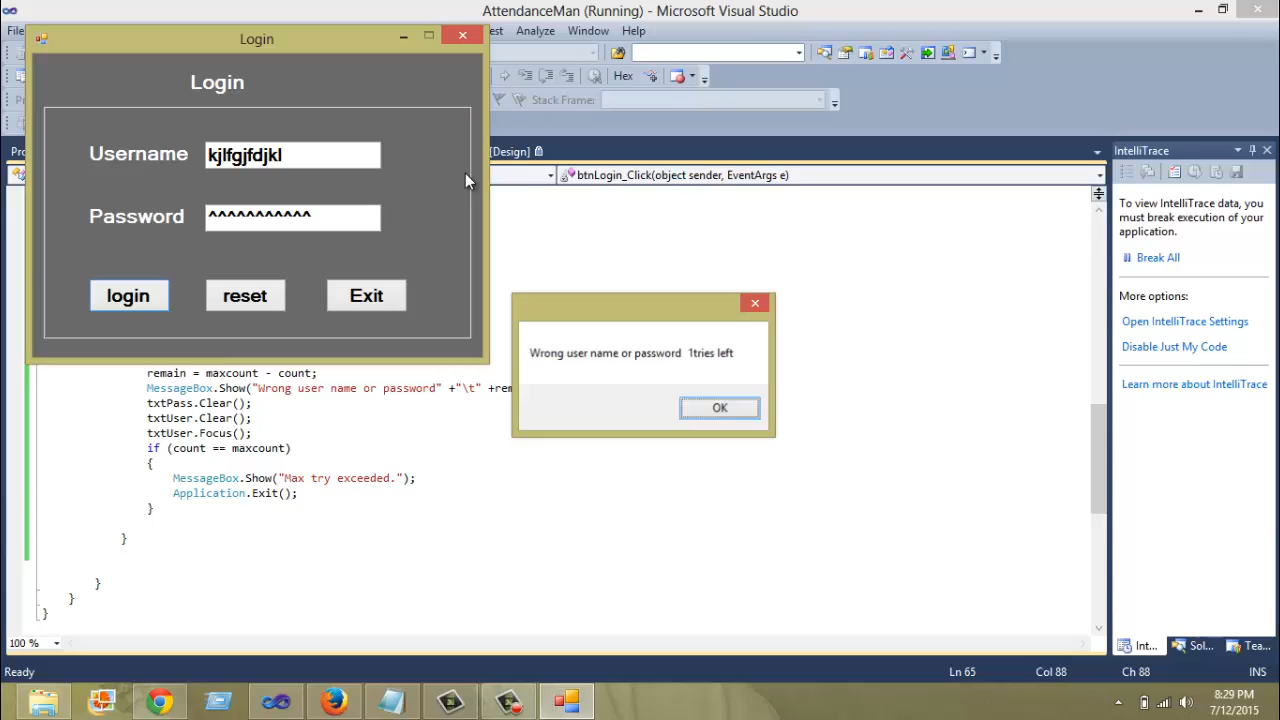 AttendanceMan (Running) - Microsoft Visual Studio
Login
Analyze Window Help
Hex
Stack Frame:
Login
Username kjlfgjfdjkl
Password ^^^^^^^^^^^
login reset Exit
[Design]
btnLogin_Click(object sender, EventArgs e)
IntelliTrace
To view IntelliTrace data, you
must break execution of your
application.
Break All
More options:
Open IntelliTrace Settings
Disable Just My Code
Learn more about IntelliTrace
Wrong user name or password 1tries left
OK
remain = maxcount - count;
MessageBox.Show("Wrong user name or password" +"\t" +rem
txtPass.Clear();
txtUser.Clear();
txtUser.Focus();
if (count == maxcount)
{
MessageBox.Show("Max try exceeded.");
Application.Exit();
}
}
}
}
}
100 %
Int... Sol... Tea...
Ready Ln 65 Col 88 Ch 88 INS
8:29 PM
7/12/2015